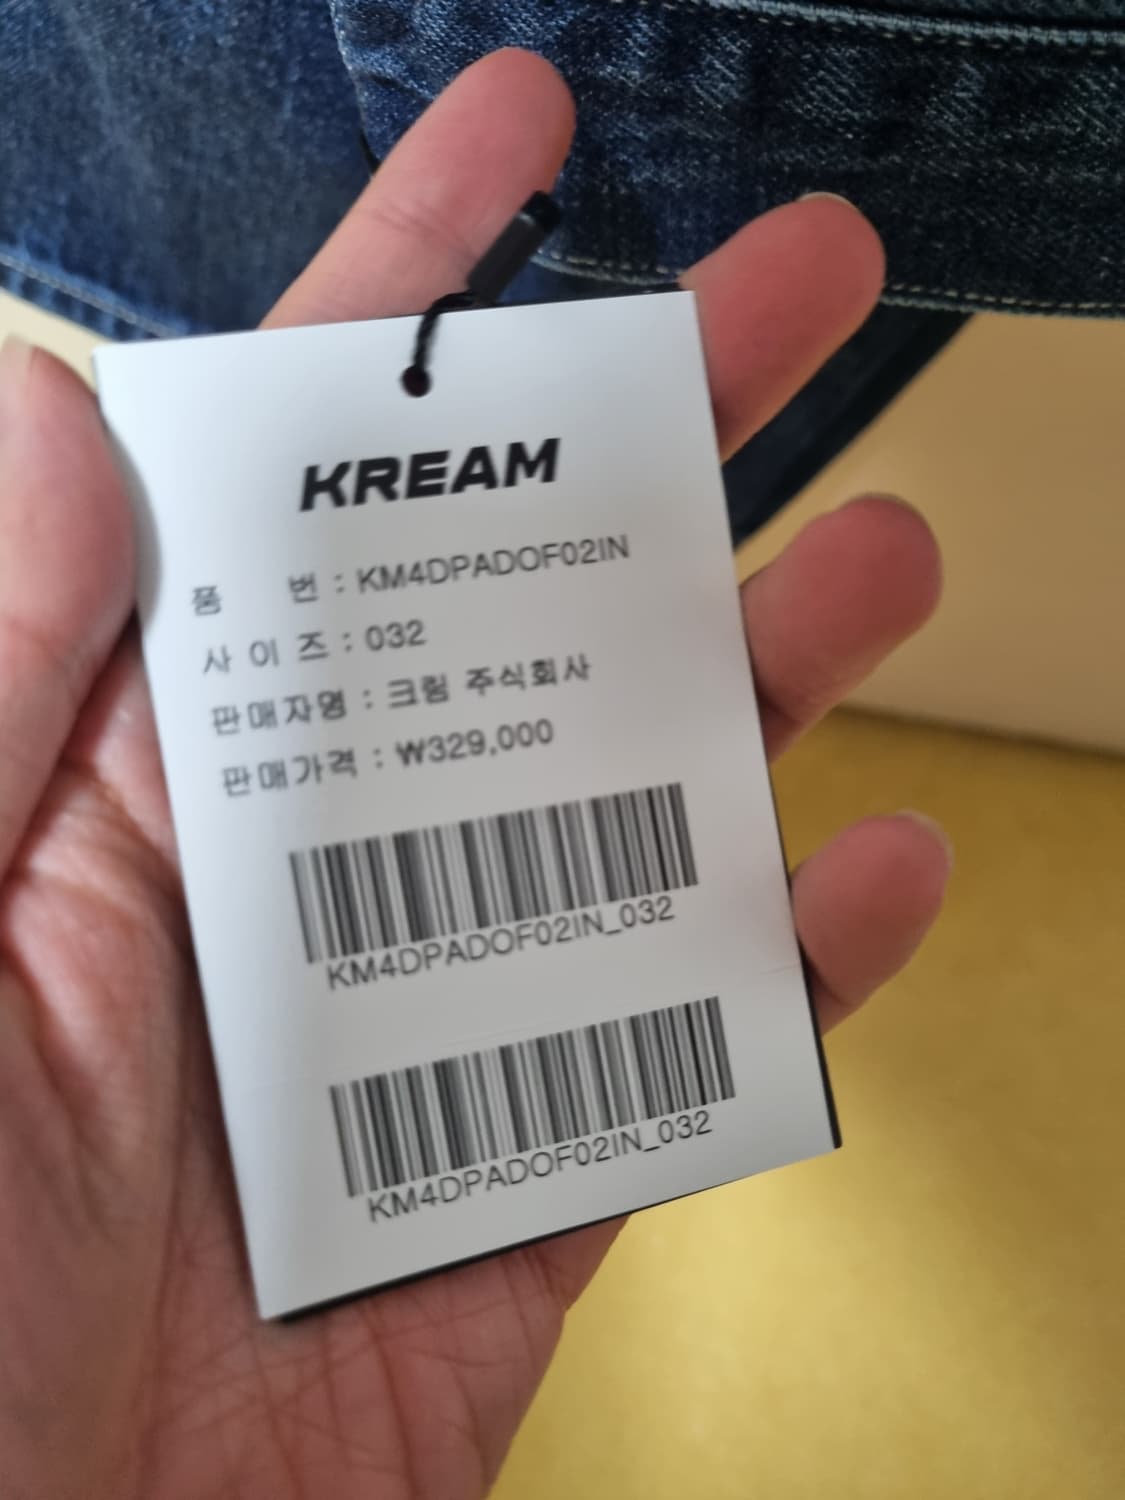 KREAM
품 번 : KM4DPADOF02IN
사 이 즈 : 032
판매자명 : 크림 주식회사
판매가격 : ₩329,000
KM4DPADOF02IN_032
KM4DPADOF02IN_032